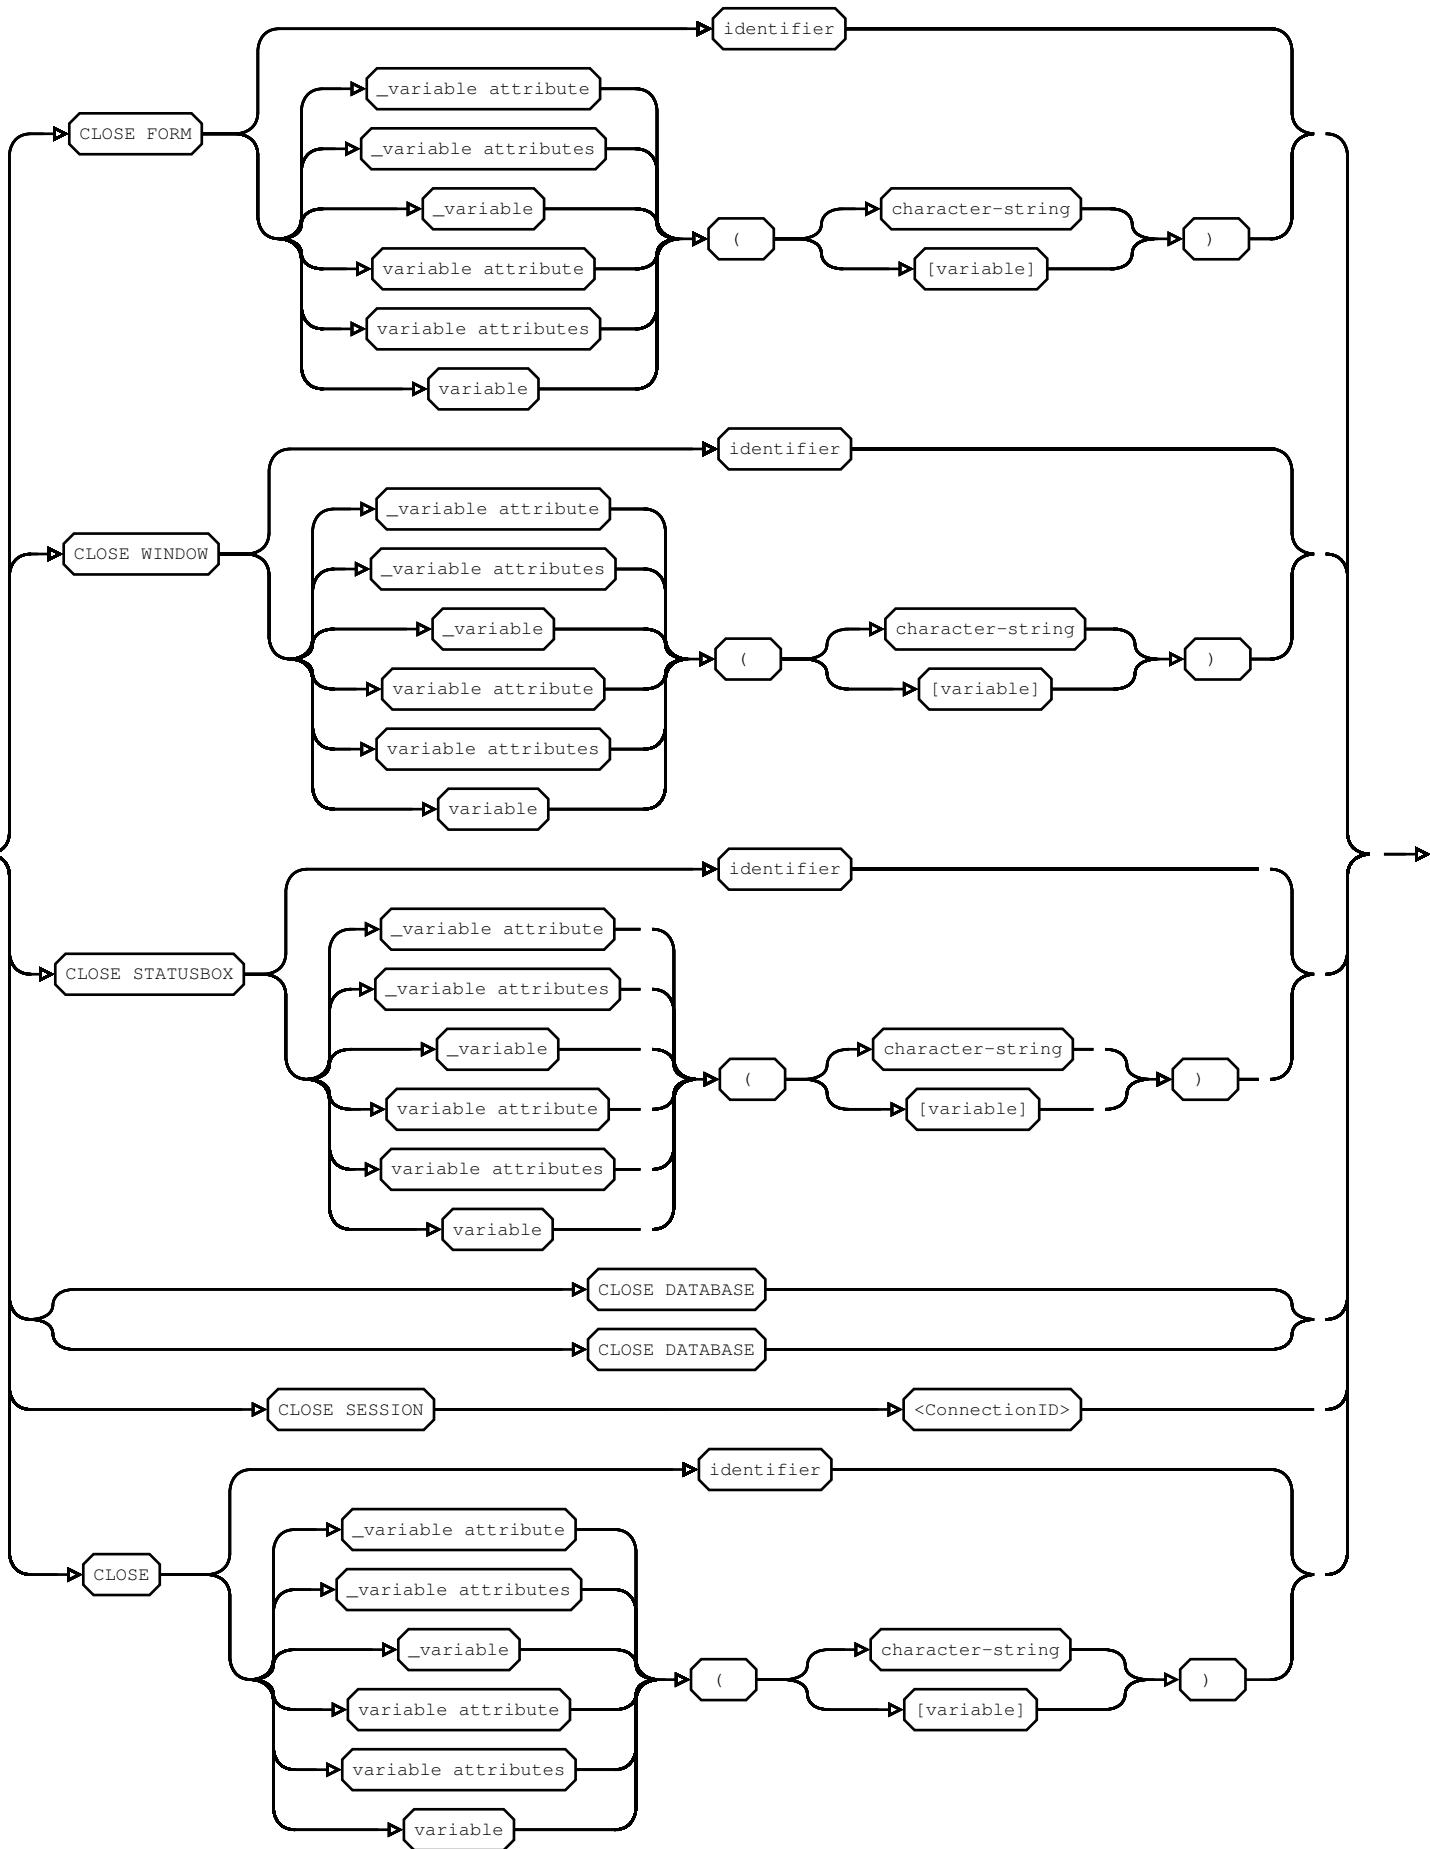 identifier
_variable attribute
CLOSE FORM
_variable attributes
_variable
character-string
(
)
variable attribute
[variable]
variable attributes
variable
identifier
_variable attribute
CLOSE WINDOW
_variable attributes
_variable
character-string
(
)
variable attribute
[variable]
variable attributes
variable
identifier
_variable attribute
CLOSE STATUSBOX
_variable attributes
_variable
character-string
(
)
variable attribute
[variable]
variable attributes
variable
CLOSE DATABASE
CLOSE DATABASE
CLOSE SESSION
<ConnectionID>
identifier
_variable attribute
CLOSE
_variable attributes
_variable
character-string
(
)
variable attribute
[variable]
variable attributes
variable